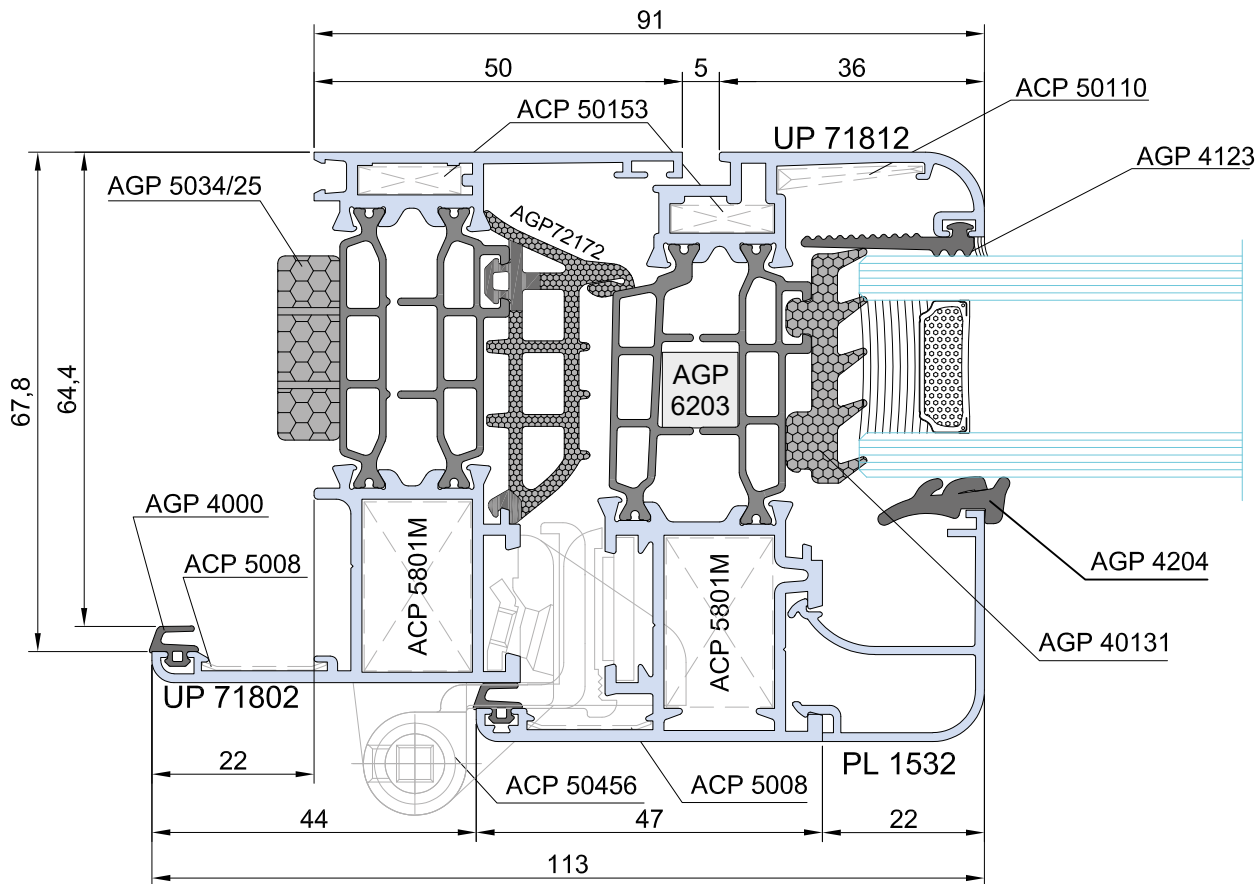 91
50
5
36
ACP 50110
ACP 50153
UP 71812
AGP 4123
AGP 5034/25
AGP72172
67,8
64,4
AGP
6203
AGP 4000
ACP 5008
ACP 5801M
ACP 5801M
AGP 4204
AGP 40131
UP 71802
PL 1532
22
ACP 50456
ACP 5008
44
47
22
113